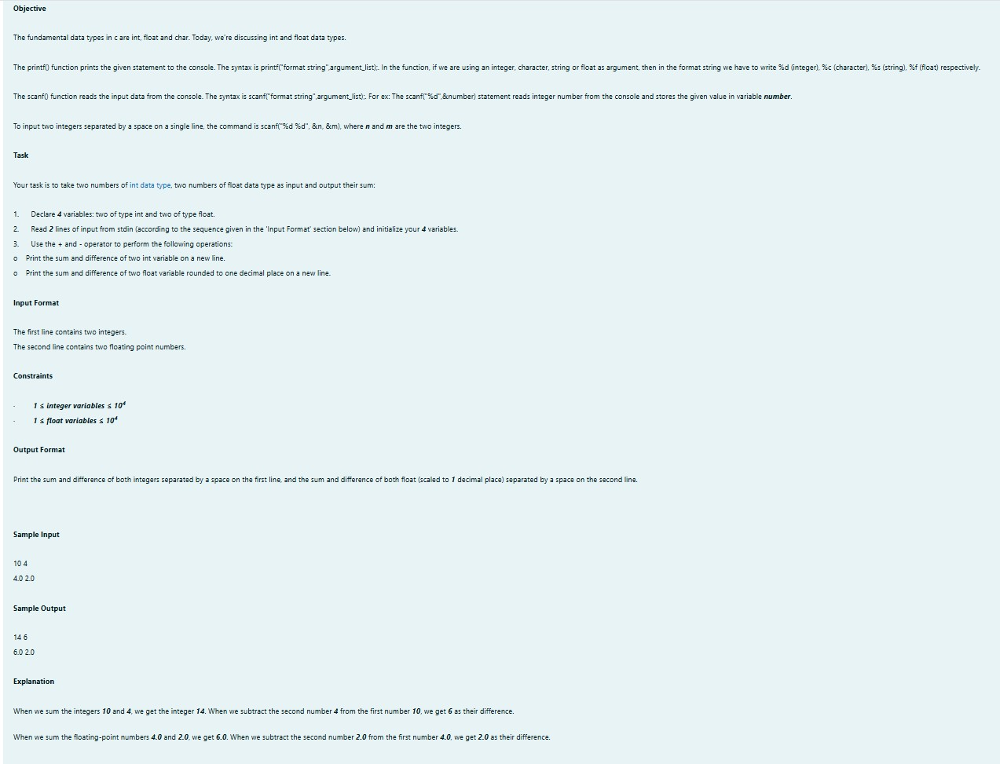 Objective
The fundamental data types in c are int, float and char. Today, we're discussing int and float data types.
The printf() function prints the given statement to the console. The syntax is printf("format string",argument_list);. In the function, if we are using an integer, character, string or float as argument, then in the format string we have to write %d (integer), %c (character), %s (string), %f (float) respectively.
The scanf() function reads the input data from the console. The syntax is scanf("format string",argument_list);. For ex: The scanf("%d",&number) statement reads integer number from the console and stores the given value in variable number.
To input two integers separated by a space on a single line, the command is scanf("%d %d", &n, &m), where n and m are the two integers.
Task
Your task is to take two numbers of int data type, two numbers of float data type as input and output their sum:
1. Declare 4 variables: two of type int and two of type float.
2. Read 2 lines of input from stdin (according to the sequence given in the 'Input Format' section below) and initialize your 4 variables.
3. Use the + and - operator to perform the following operations:
o Print the sum and difference of two int variable on a new line.
o Print the sum and difference of two float variable rounded to one decimal place on a new line.
Input Format
The first line contains two integers.
The second line contains two floating point numbers.
Constraints
· 1 ≤ integer variables ≤ 10⁴
· 1 ≤ float variables ≤ 10⁴
Output Format
Print the sum and difference of both integers separated by a space on the first line, and the sum and difference of both float (scaled to 1 decimal place) separated by a space on the second line.
Sample Input
10 4
4.0 2.0
Sample Output
14 6
6.0 2.0
Explanation
When we sum the integers 10 and 4, we get the integer 14. When we subtract the second number 4 from the first number 10, we get 6 as their difference.
When we sum the floating-point numbers 4.0 and 2.0, we get 6.0. When we subtract the second number 2.0 from the first number 4.0, we get 2.0 as their difference.